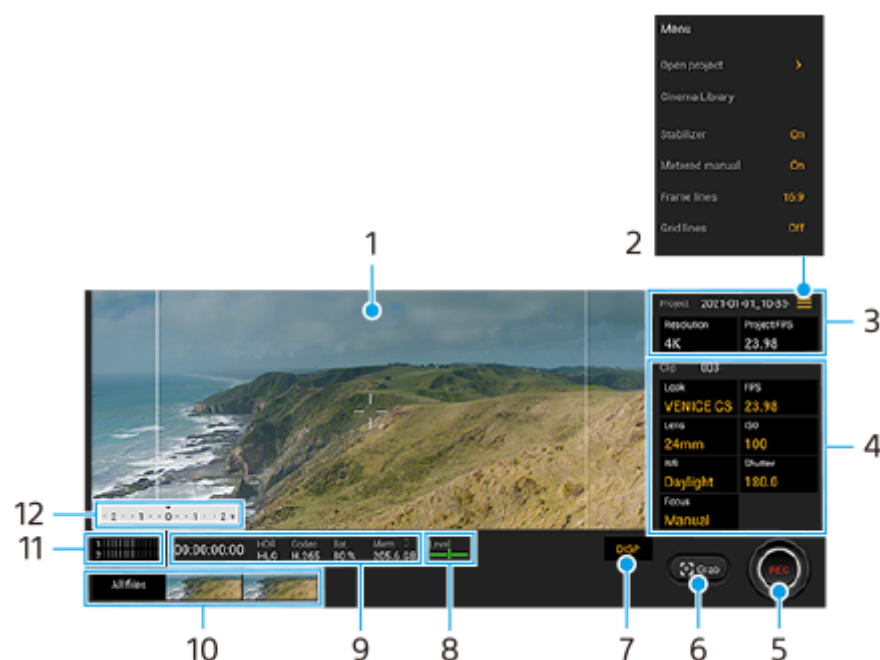 Menu
Open project >
Cinema Library
Stabilizer On
Metered manual On
Frame lines 16:9
Grid lines Off
1
2
Project 2021-01-01_10-35-
3
Resolution Project FPS
4K 23.98
Clip 003
Look FPS
VENICE CS 23.98
Lens ISO
24mm 100
4
WB Shutter
Daylight 180.0
Focus
Manual
12
- 2 · · 1 · · 0 · · 1 · · 2 +
11
1
2
00:00:00:00
HDR Codec Bat. Mem.
HLG H.265 80% 205.6 GB
Level
DISP
Grab
REC
All files
10
9
8
7
6
5